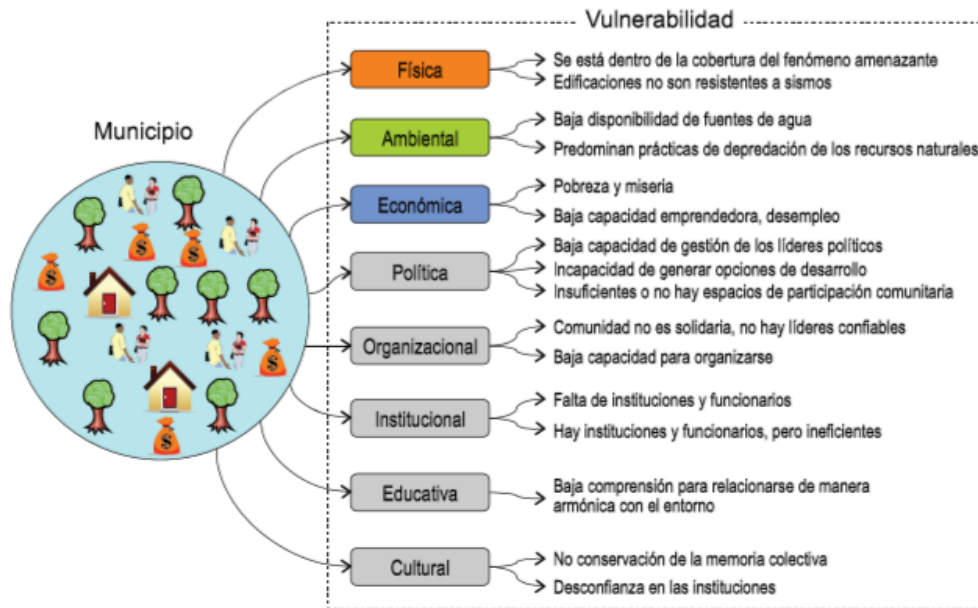 Vulnerabilidad
Municipio
Física
Se está dentro de la cobertura del fenómeno amenazante
Edificaciones no son resistentes a sismos
Ambiental
Baja disponibilidad de fuentes de agua
Predominan prácticas de depredación de los recursos naturales
Económica
Pobreza y miseria
Baja capacidad emprendedora, desempleo
Política
Baja capacidad de gestión de los líderes políticos
Incapacidad de generar opciones de desarrollo
Insuficientes o no hay espacios de participación comunitaria
Organizacional
Comunidad no es solidaria, no hay líderes confiables
Baja capacidad para organizarse
Institucional
Falta de instituciones y funcionarios
Hay instituciones y funcionarios, pero ineficientes
Educativa
Baja comprensión para relacionarse de manera
armónica con el entorno
Cultural
No conservación de la memoria colectiva
Desconfianza en las instituciones
$
$
$
$
$